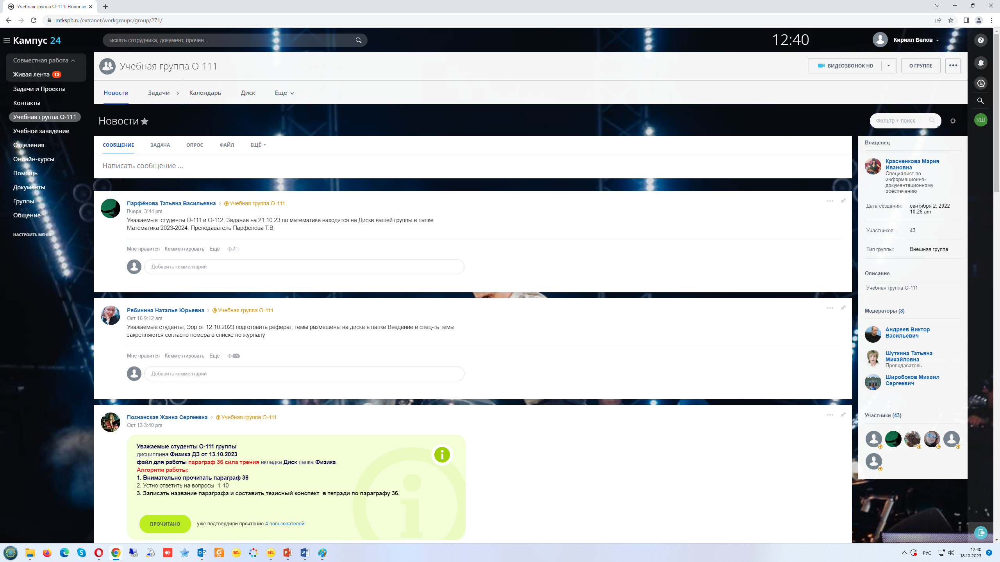 Учебная группа О-111: Новости
mtkspb.ru/extranet/workgroups/group/271/
Кампус 24
искать сотрудника, документ, прочее...
12:40
Кирилл Белов
Совместная работа
Живая лента 12
Задачи и Проекты
Контакты
Учебная группа О-111
Учебное заведение
Отделения
Онлайн-курсы
Помощь
Документы
Группы
Общение
НАСТРОИТЬ МЕНЮ
Учебная группа О-111
ВИДЕОЗВОНОК HD
О ГРУППЕ
Новости
Задачи
Календарь
Диск
Еще
Новости
Фильтр + поиск
УШ
СООБЩЕНИЕ
ЗАДАЧА
ОПРОС
ФАЙЛ
ЕЩЁ
Написать сообщение ...
Парфёнова Татьяна Васильевна
Учебная группа О-111
Вчера, 3:44 pm
Уважаемые студенты О-111 и О-112. Задание на 21.10.23 по математике находятся на Диске вашей группы в папке
Математика 2023-2024. Преподаватель Парфёнова Т.В.
Мне нравится Комментировать Ещё 7
Добавить комментарий
Рябинина Наталья Юрьевна
Учебная группа О-111
Окт 16 9:12 am
Уважаемые студенты, Эор от 12.10.2023 подготовить реферат, темы размещены на диске в папке Введение в спец-ть темы
закрепляются согласно номера в списке по журналу
Мне нравится Комментировать Ещё +1
Добавить комментарий
Познанская Жанна Сергеевна
Учебная группа О-111
Окт 13 3:40 pm
Уважаемые студенты О-111 группы
дисциплина Физика ДЗ от 13.10.2023
файл для работы параграф 36 сила трения вкладка Диск папка Физика
Алгоритм работы:
1. Внимательно прочитать параграф 36
2. Устно ответить на вопросы 1-10
3. Записать название параграфа и составить тезисный конспект в тетради по параграфу 36.
ПРОЧИТАНО
уже подтвердили прочтение 4 пользователей
Владелец
Красненкова Мария
Ивановна
Специалист по
информационно-
документационному
обеспечению
Дата создания: сентября 2, 2022
10:26 am
Участников: 43
Тип группы: Внешняя группа
Описание
Учебная группа О-111
Модераторы (8)
Андреев Виктор
Васильевич
Шуткина Татьяна
Михайловна
Преподаватель
Широбоков Михаил
Сергеевич
Участники (43)
РУС
12:40
18.10.2023
2